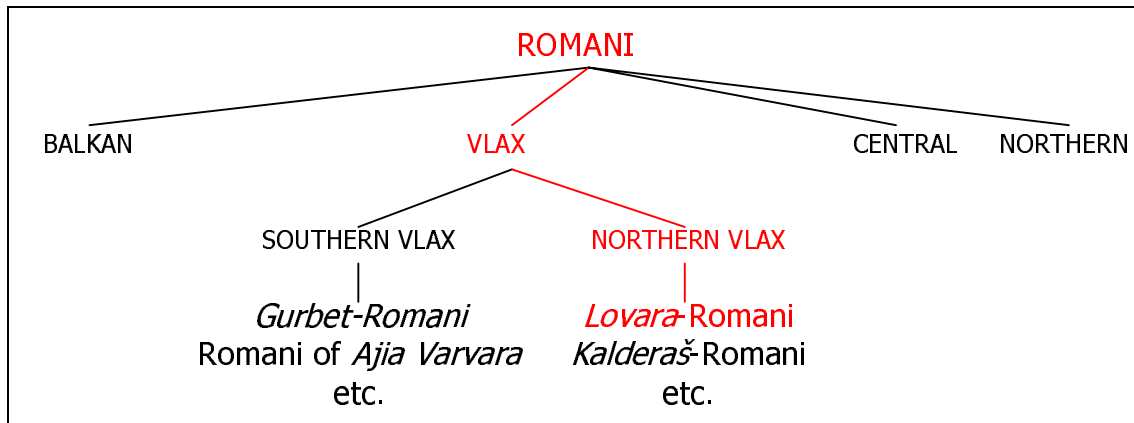 ROMANI
BALKAN VLAX CENTRAL NORTHERN
SOUTHERN VLAX NORTHERN VLAX
Gurbet-Romani Lovara-Romani
Romani of Ajia Varvara Kalderaš-Romani
etc. etc.